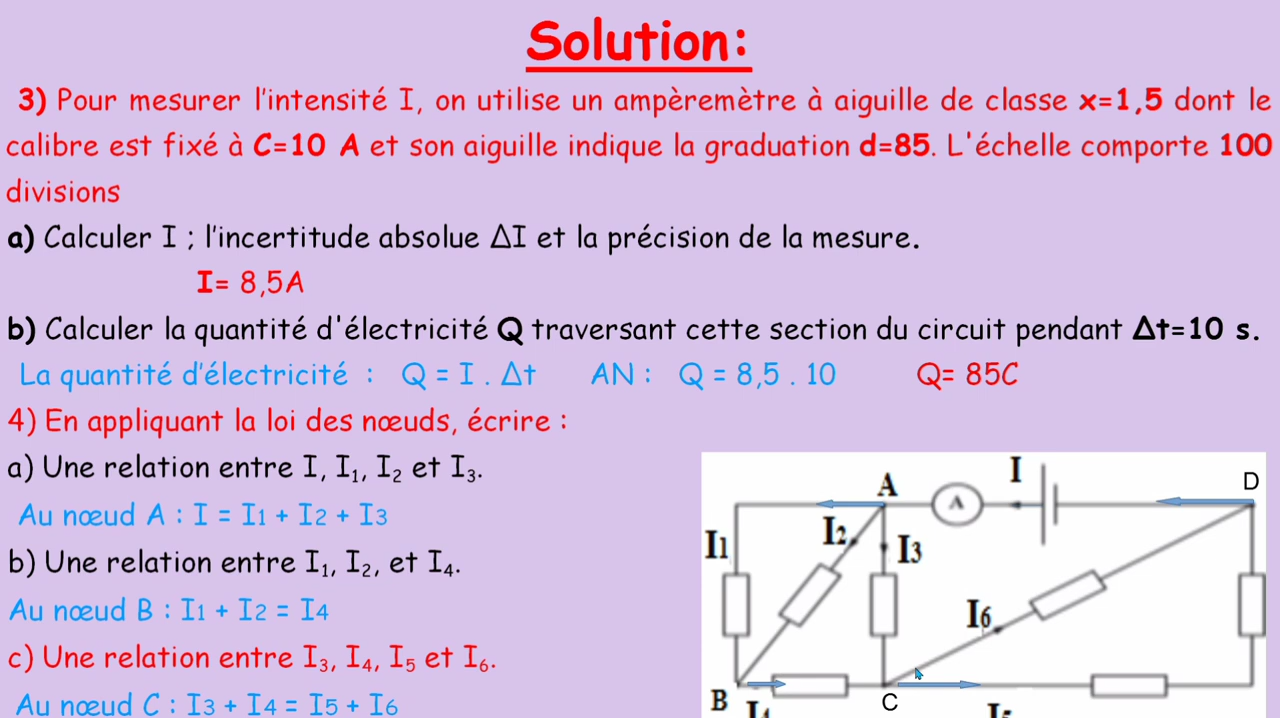 Solution:
3) Pour mesurer l'intensité I, on utilise un ampèremètre à aiguille de classe x=1,5 dont le
calibre est fixé à C=10 A et son aiguille indique la graduation d=85. L'échelle comporte 100
divisions
a) Calculer I ; l'incertitude absolue ΔI et la précision de la mesure.
I= 8,5A
b) Calculer la quantité d'électricité Q traversant cette section du circuit pendant Δt=10 s.
La quantité d'électricité : Q = I . Δt AN : Q = 8,5 . 10 Q= 85C
4) En appliquant la loi des nœuds, écrire :
a) Une relation entre I, I₁, I₂ et I₃.
Au nœud A : I = I1 + I2 + I3
b) Une relation entre I₁, I₂, et I₄.
Au nœud B : I1 + I2 = I4
c) Une relation entre I₃, I₄, I₅ et I₆.
Au nœud C : I3 + I4 = I5 + I6
A I D
A
I1 I2 I3
I6
B I4 C I5